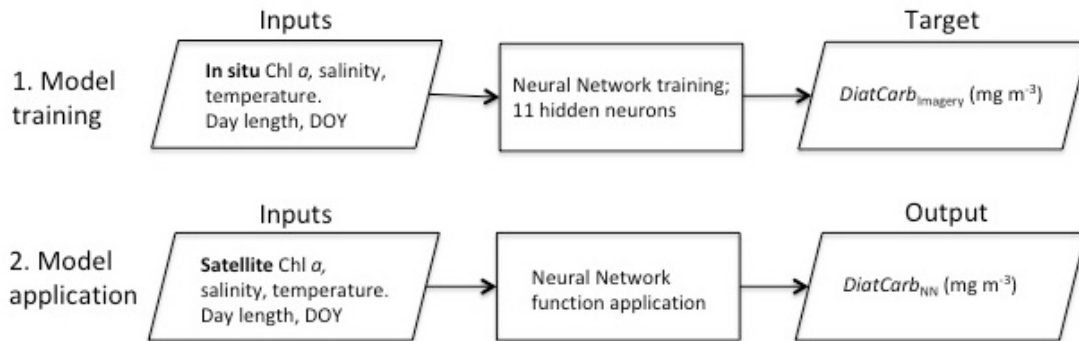 Inputs
Target
1. Model
training
In situ Chl a, salinity,
temperature.
Day length, DOY
Neural Network training;
11 hidden neurons
DiatCarbImagery (mg m-3)
Inputs
Output
2. Model
application
Satellite Chl a,
salinity, temperature.
Day length, DOY
Neural Network
function application
DiatCarbNN (mg m-3)